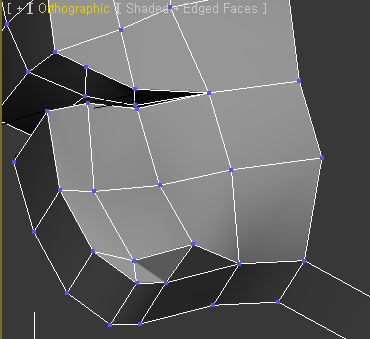 [ + ][ Orthographic ][ Shaded + Edged Faces ]